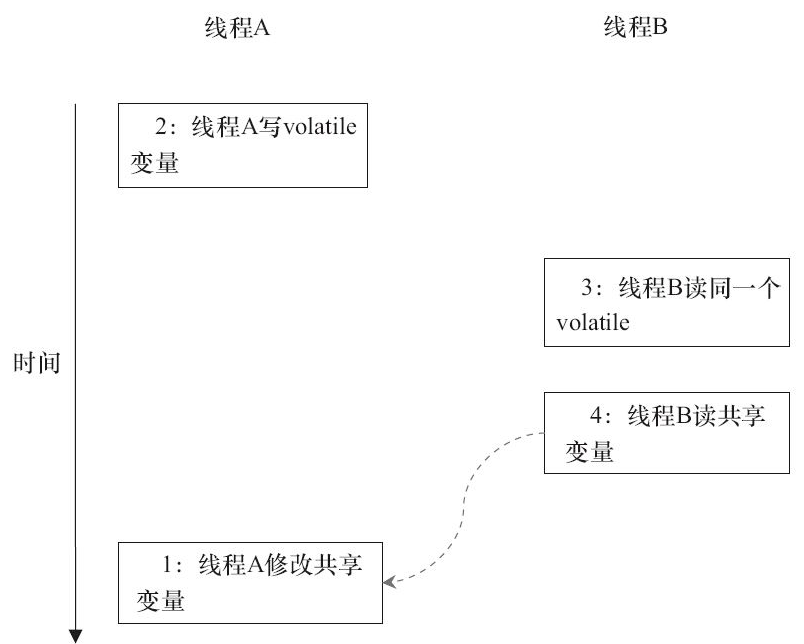 线程A
线程B
2：线程A写volatile
变量
3：线程B读同一个
volatile
时间
4：线程B读共享
变量
1：线程A修改共享
变量